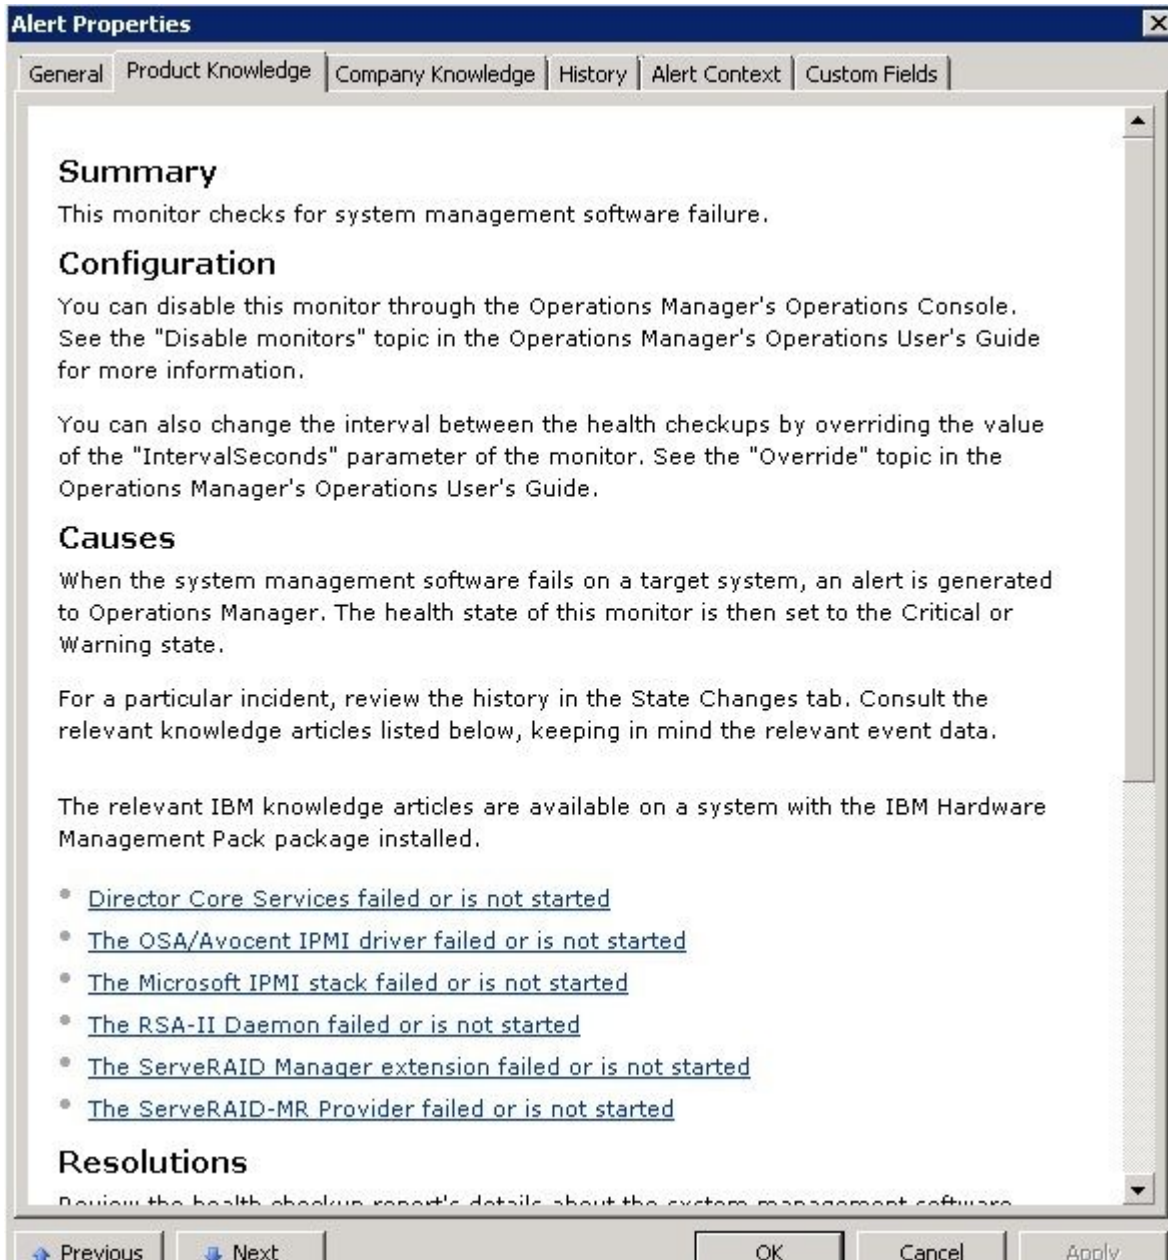 Alert Properties
General Product Knowledge Company Knowledge History Alert Context Custom Fields
Summary
This monitor checks for system management software failure.
Configuration
You can disable this monitor through the Operations Manager's Operations Console.
See the "Disable monitors" topic in the Operations Manager's Operations User's Guide
for more information.
You can also change the interval between the health checkups by overriding the value
of the "IntervalSeconds" parameter of the monitor. See the "Override" topic in the
Operations Manager's Operations User's Guide.
Causes
When the system management software fails on a target system, an alert is generated
to Operations Manager. The health state of this monitor is then set to the Critical or
Warning state.
For a particular incident, review the history in the State Changes tab. Consult the
relevant knowledge articles listed below, keeping in mind the relevant event data.
The relevant IBM knowledge articles are available on a system with the IBM Hardware
Management Pack package installed.
Director Core Services failed or is not started
The OSA/Avocent IPMI driver failed or is not started
The Microsoft IPMI stack failed or is not started
The RSA-II Daemon failed or is not started
The ServeRAID Manager extension failed or is not started
The ServeRAID-MR Provider failed or is not started
Resolutions
Review the health checkup report's details about the system management software
Previous Next OK Cancel Apply